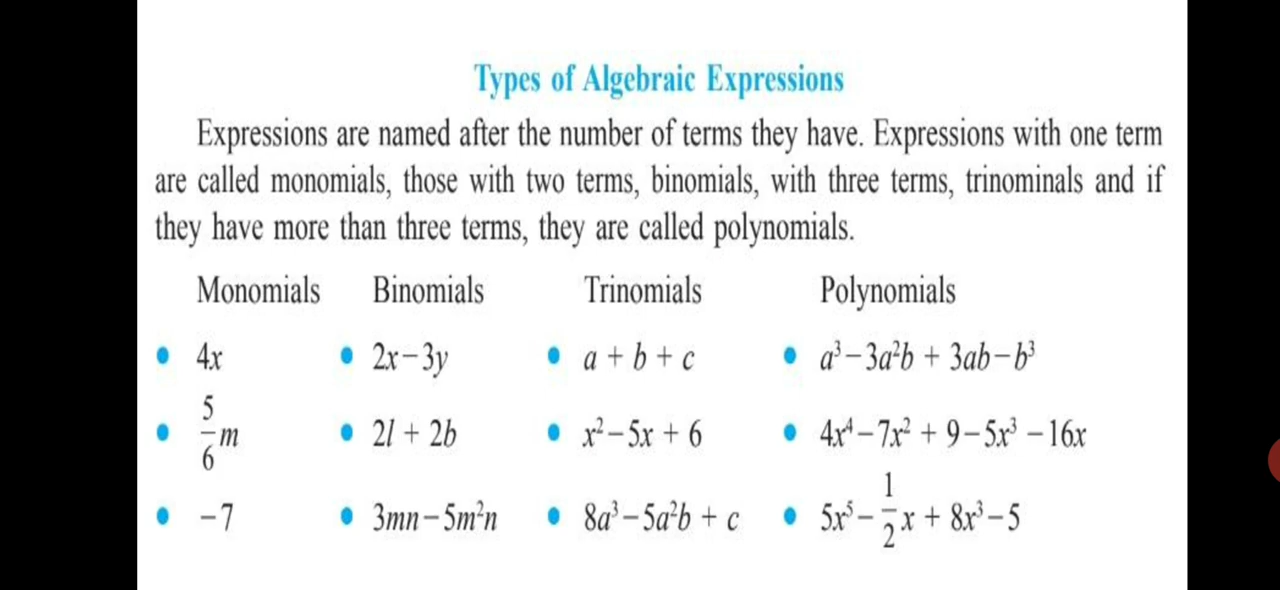 Types of Algebraic Expressions
Expressions are named after the number of terms they have. Expressions with one term
are called monomials, those with two terms, binomials, with three terms, trinominals and if
they have more than three terms, they are called polynomials.
Monomials Binomials Trinomials Polynomials
• 4x • 2x–3y • a + b + c • a³–3a²b + 3ab–b³
• 5/6 m • 2l + 2b • x²–5x + 6 • 4x⁴–7x² + 9–5x³ –16x
• –7 • 3mn–5m²n • 8a³–5a²b + c • 5x⁵– 1/2 x + 8x³–5